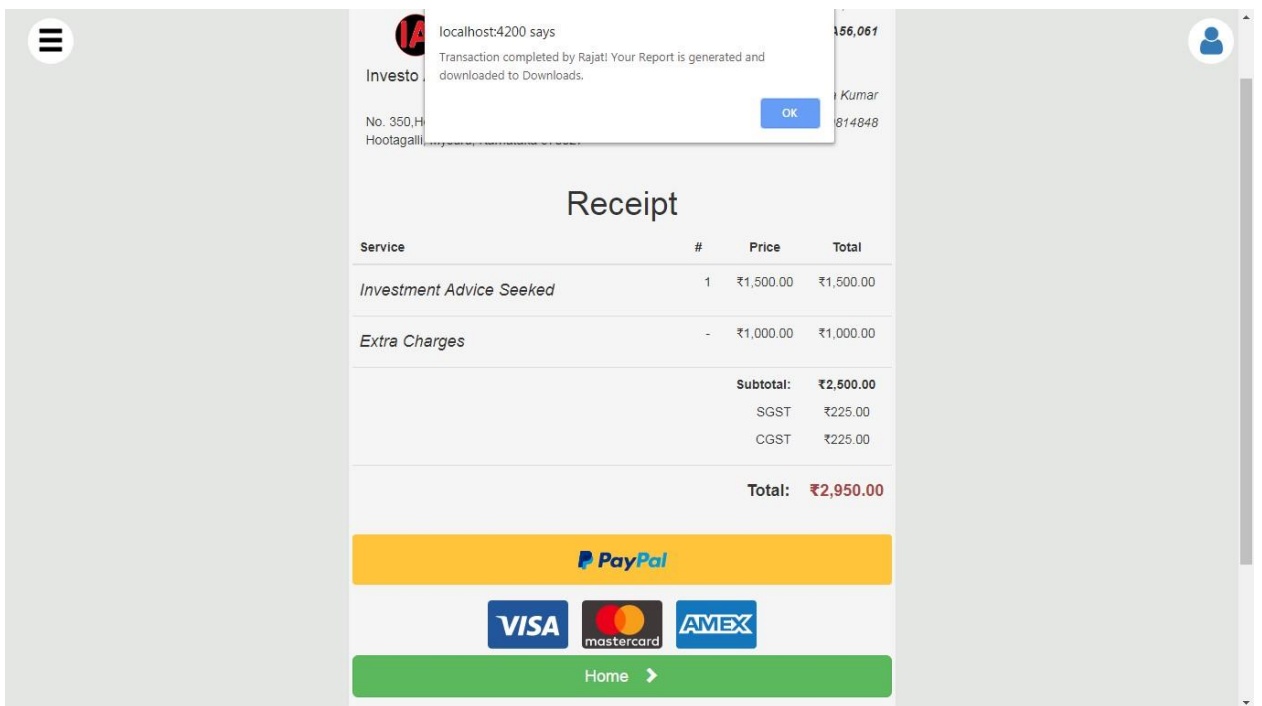 localhost:4200 says
Transaction completed by Rajat! Your Report is generated and
downloaded to Downloads.
OK
IA
56,061
Investo
Kumar
No. 350,H
814848
Hootagalli,
Receipt
Service # Price Total
Investment Advice Seeked 1 ₹1,500.00 ₹1,500.00
Extra Charges - ₹1,000.00 ₹1,000.00
Subtotal: ₹2,500.00
SGST ₹225.00
CGST ₹225.00
Total: ₹2,950.00
PayPal
VISA mastercard AMEX
Home